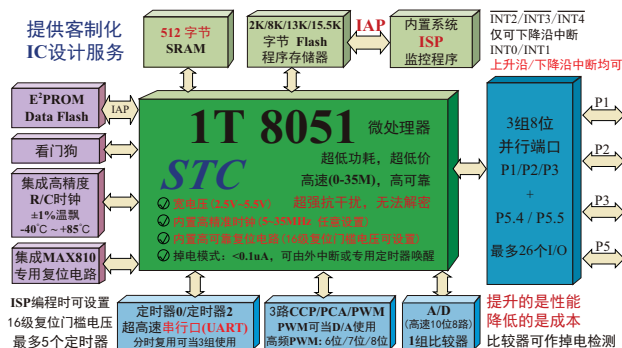 提供客制化
IC设计服务
512 字节
SRAM
2K/8K/13K/15.5K
字节 Flash
程序存储器
IAP
内置系统
ISP
监控程序
INT2/INT3/INT4
仅可下降沿中断
INT0/INT1
上升沿/下降沿中断均可
E²PROM
Data Flash
IAP
看门狗
集成高精度
R/C时钟
±1%温飘
-40℃～+85℃
集成MAX810
专用复位电路
1T 8051 微处理器
STC
超低功耗，超低价
高速(0-35M)，高可靠
超强抗干扰，无法解密
宽电压(2.5V~5.5V)
内置高精准时钟(5~35MHz 任意设置)
内置高可靠复位电路(16级复位门槛电压可设置)
掉电模式：<0.1uA，可由外中断或专用定时器唤醒
3组8位
并行端口
P1/P2/P3
+
P5.4 / P5.5
最多26个I/O
P1
P2
P3
P5
ISP编程时可设置
16级复位门槛电压
最多5个定时器
定时器0/定时器2
超高速串行口(UART)
分时复用可当3组使用
3路CCP/PCA/PWM
PWM可当D/A使用
高频PWM: 6位/7位/8位
A/D
(高速10位8路)
1组比较器
提升的是性能
降低的是成本
比较器可作掉电检测